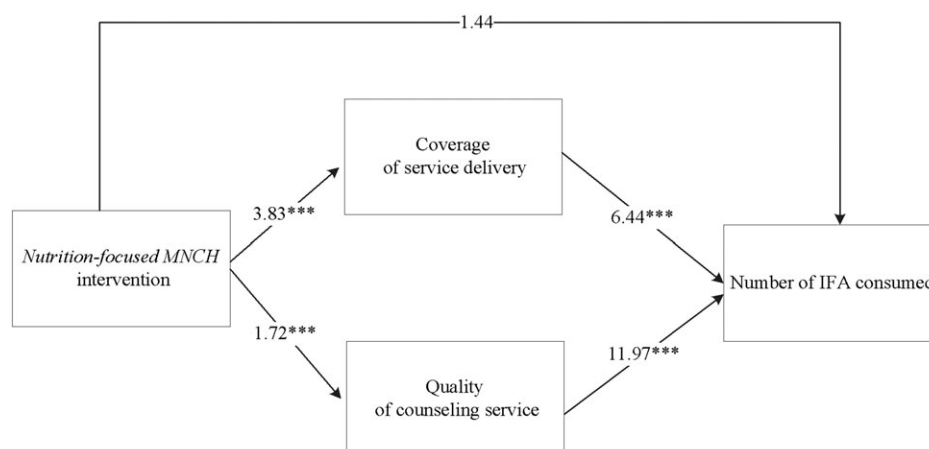 1.44
Coverage
of service delivery
3.83***
6.44***
Nutrition-focused MNCH
intervention
Number of IFA consumed
1.72***
11.97***
Quality
of counseling service